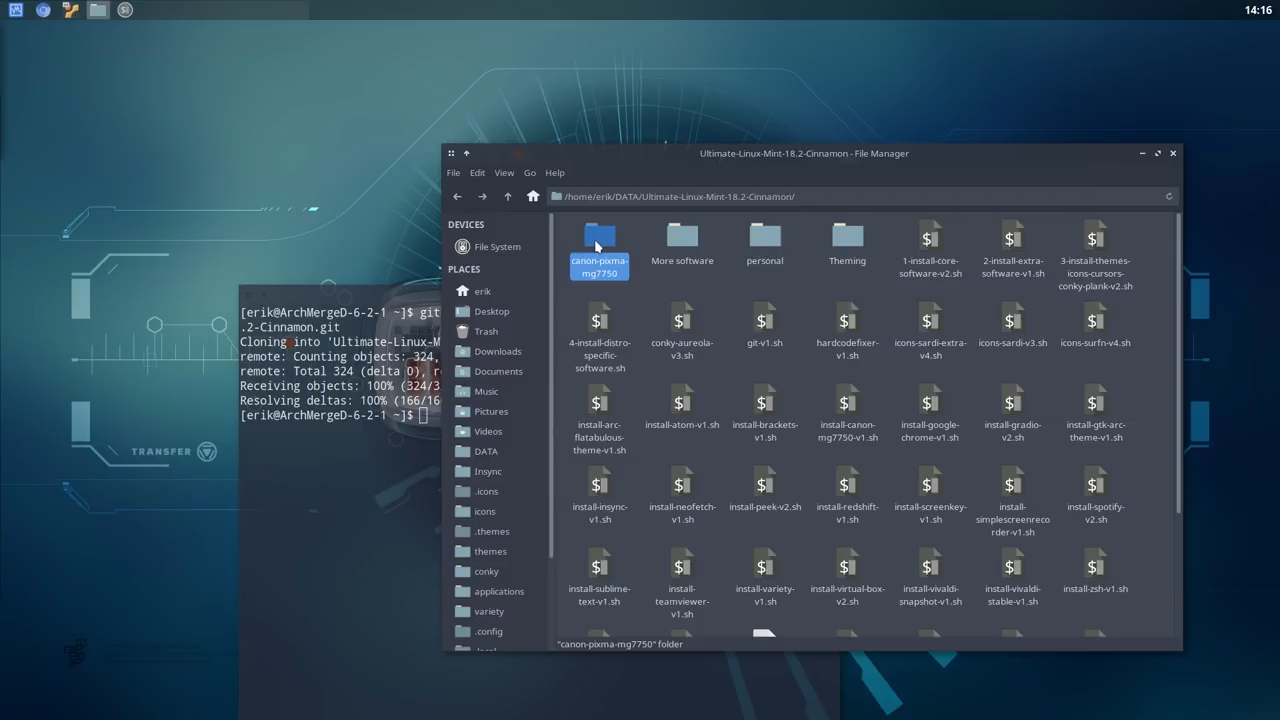 14:16
Ultimate-Linux-Mint-18.2-Cinnamon - File Manager
File Edit View Go Help
/home/erik/DATA/Ultimate-Linux-Mint-18.2-Cinnamon/
DEVICES
File System
PLACES
erik
Desktop
Trash
Downloads
Documents
Music
Pictures
Videos
DATA
Insync
.icons
icons
.themes
themes
conky
applications
variety
.config
canon-pixma-
mg7750
More software
personal
Theming
1-install-core-
software-v2.sh
2-install-extra-
software-v1.sh
3-install-themes-
icons-cursors-
conky-plank-v2.sh
4-install-distro-
specific-
software.sh
conky-aureola-
v3.sh
git-v1.sh
hardcodefixer-
v1.sh
icons-sardi-extra-
v4.sh
icons-sardi-v3.sh
icons-surfn-v4.sh
install-arc-
flatabulous-
theme-v1.sh
install-atom-v1.sh
install-brackets-
v1.sh
install-canon-
mg7750-v1.sh
install-google-
chrome-v1.sh
install-gradio-
v2.sh
install-gtk-arc-
theme-v1.sh
install-insync-
v1.sh
install-neofetch-
v1.sh
install-peek-v2.sh
install-redshift-
v1.sh
install-screenkey-
v1.sh
install-
simplescreenreco
rder-v1.sh
install-spotify-
v2.sh
install-sublime-
text-v1.sh
install-
teamviewer-
v1.sh
install-variety-
v1.sh
install-virtual-box-
v2.sh
install-vivaldi-
snapshot-v1.sh
install-vivaldi-
stable-v1.sh
install-zsh-v1.sh
"canon-pixma-mg7750" folder
[erik@ArchMergeD-6-2-1 ~]$ git
.2-Cinnamon.git
Cloning into 'Ultimate-Linux-M
remote: Counting objects: 324,
remote: Total 324 (delta 0), r
Receiving objects: 100% (324/3
Resolving deltas: 100% (166/16
[erik@ArchMergeD-6-2-1 ~]$
TRANSFER